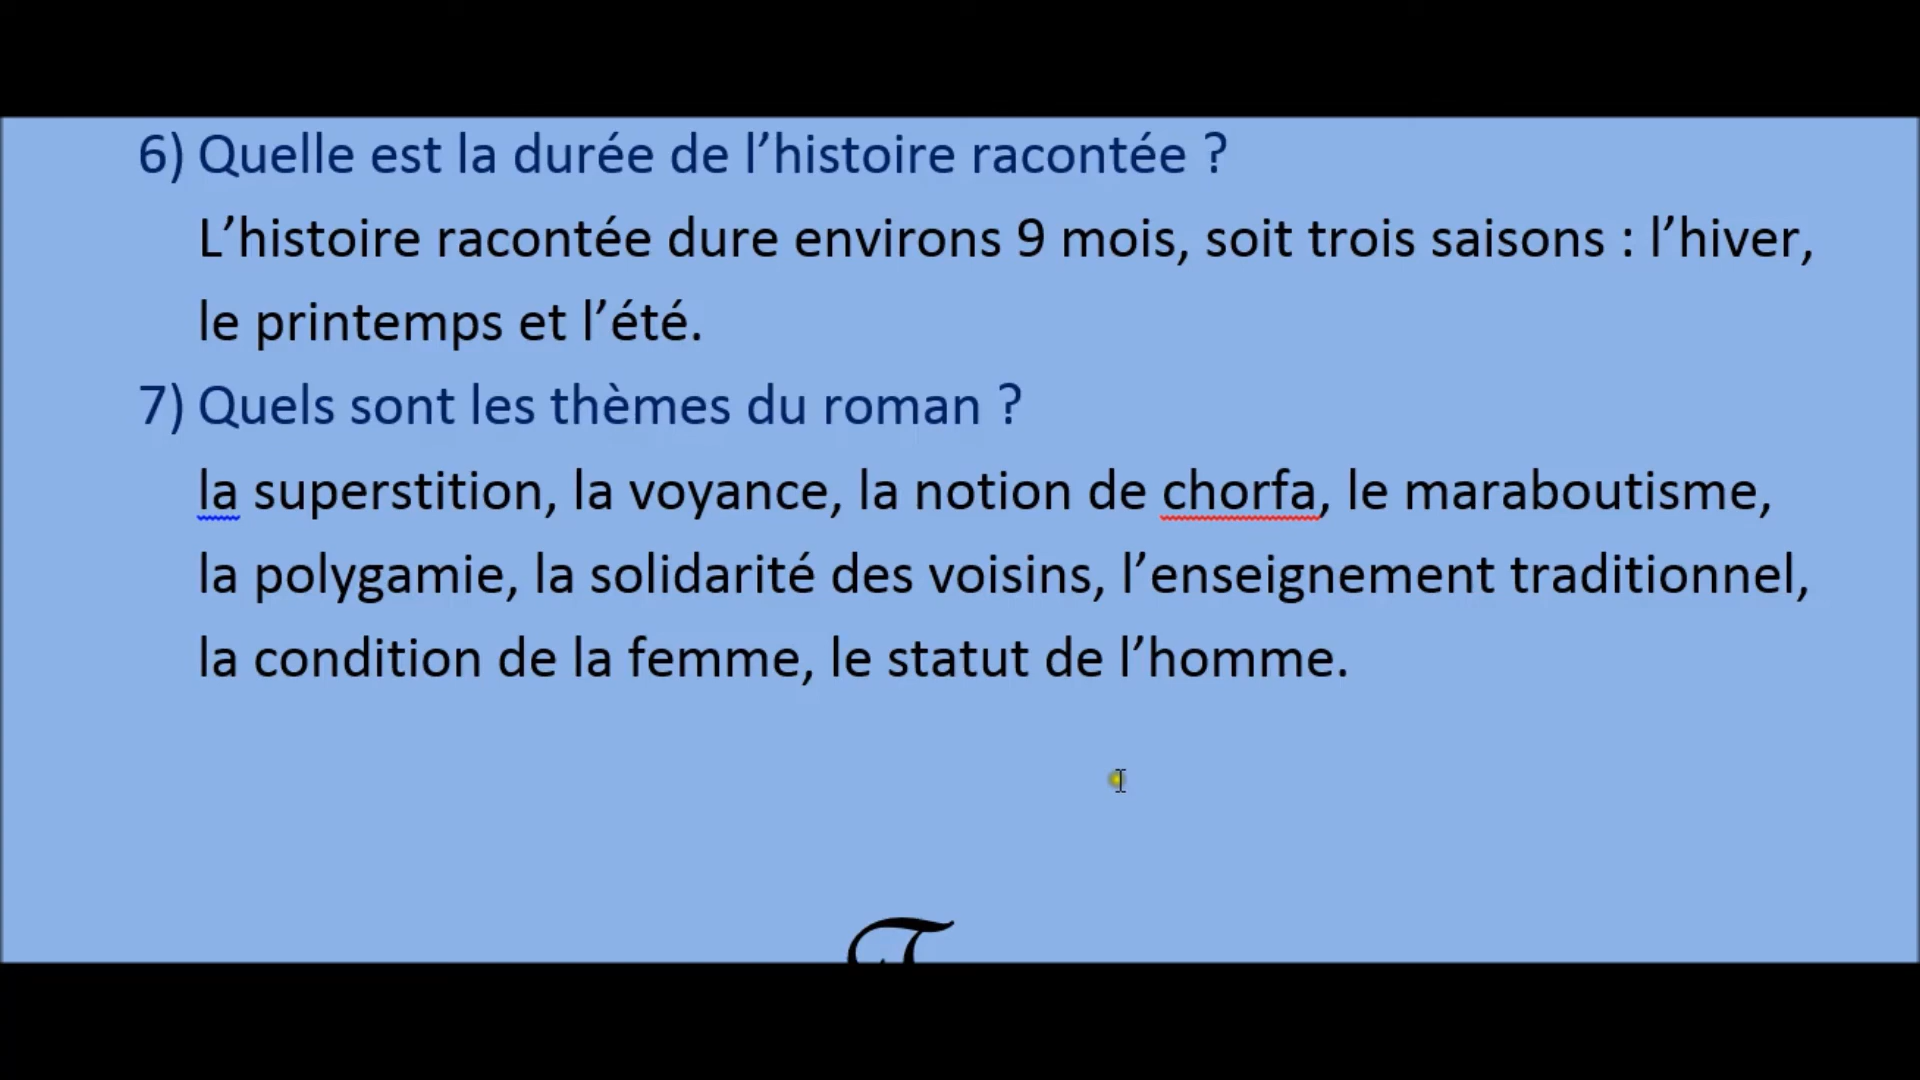 6) Quelle est la durée de l’histoire racontée ?
L’histoire racontée dure environs 9 mois, soit trois saisons : l’hiver,
le printemps et l’été.
7) Quels sont les thèmes du roman ?
la superstition, la voyance, la notion de chorfa, le maraboutisme,
la polygamie, la solidarité des voisins, l’enseignement traditionnel,
la condition de la femme, le statut de l’homme.